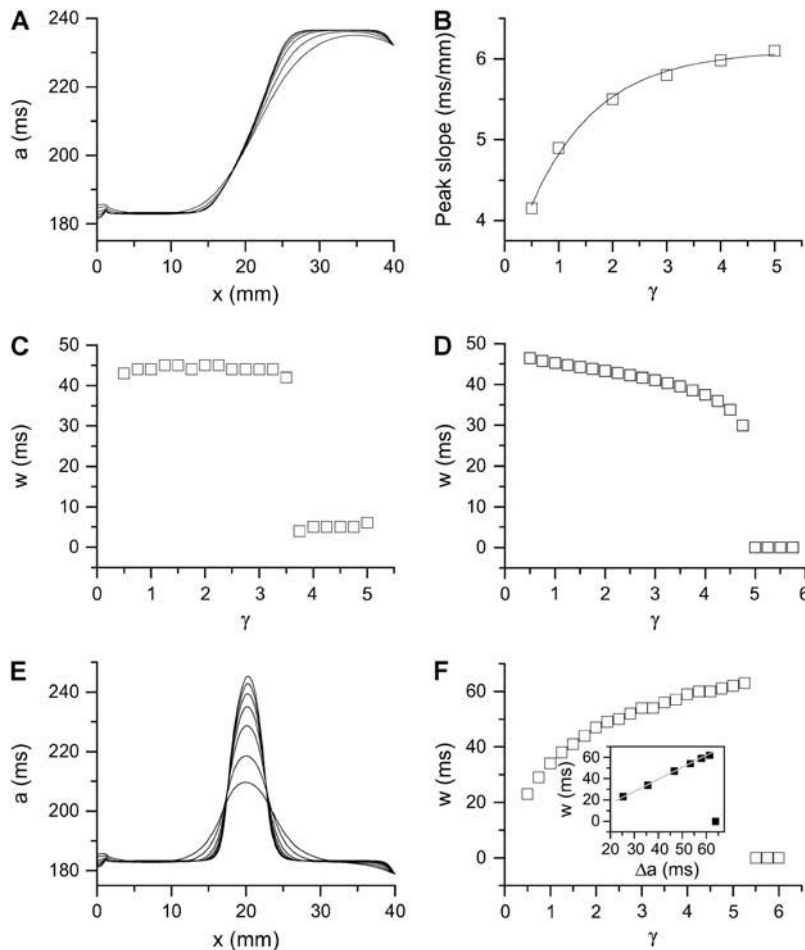 A
240
220
200
180
a (ms)
0 10 20 30 40
x (mm)
B
6
5
4
Peak slope (ms/mm)
0 1 2 3 4 5
γ
C
50
40
30
20
10
0
w (ms)
0 1 2 3 4 5
γ
D
50
40
30
20
10
0
w (ms)
0 1 2 3 4 5 6
γ
E
240
220
200
180
a (ms)
0 10 20 30 40
x (mm)
F
60
40
20
0
w (ms)
60
40
20
0
w (ms)
20 30 40 50 60
Δa (ms)
0 1 2 3 4 5 6
γ